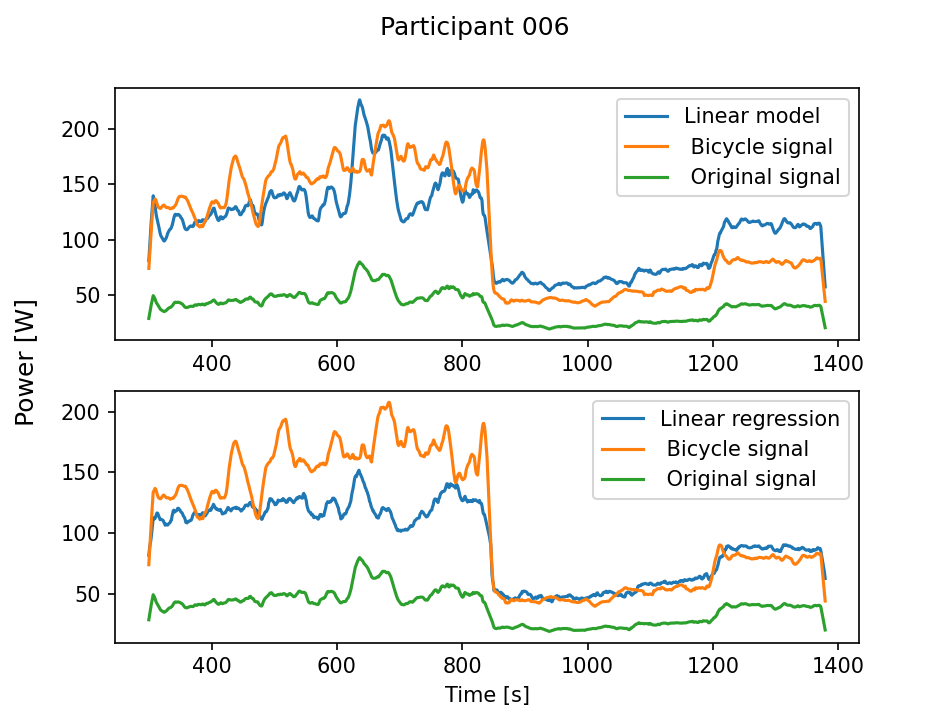 Participant 006
Power [W]
200
150
100
50
Linear model
Bicycle signal
Original signal
400 600 800 1000 1200 1400
200
150
100
50
Linear regression
Bicycle signal
Original signal
400 600 800 1000 1200 1400
Time [s]